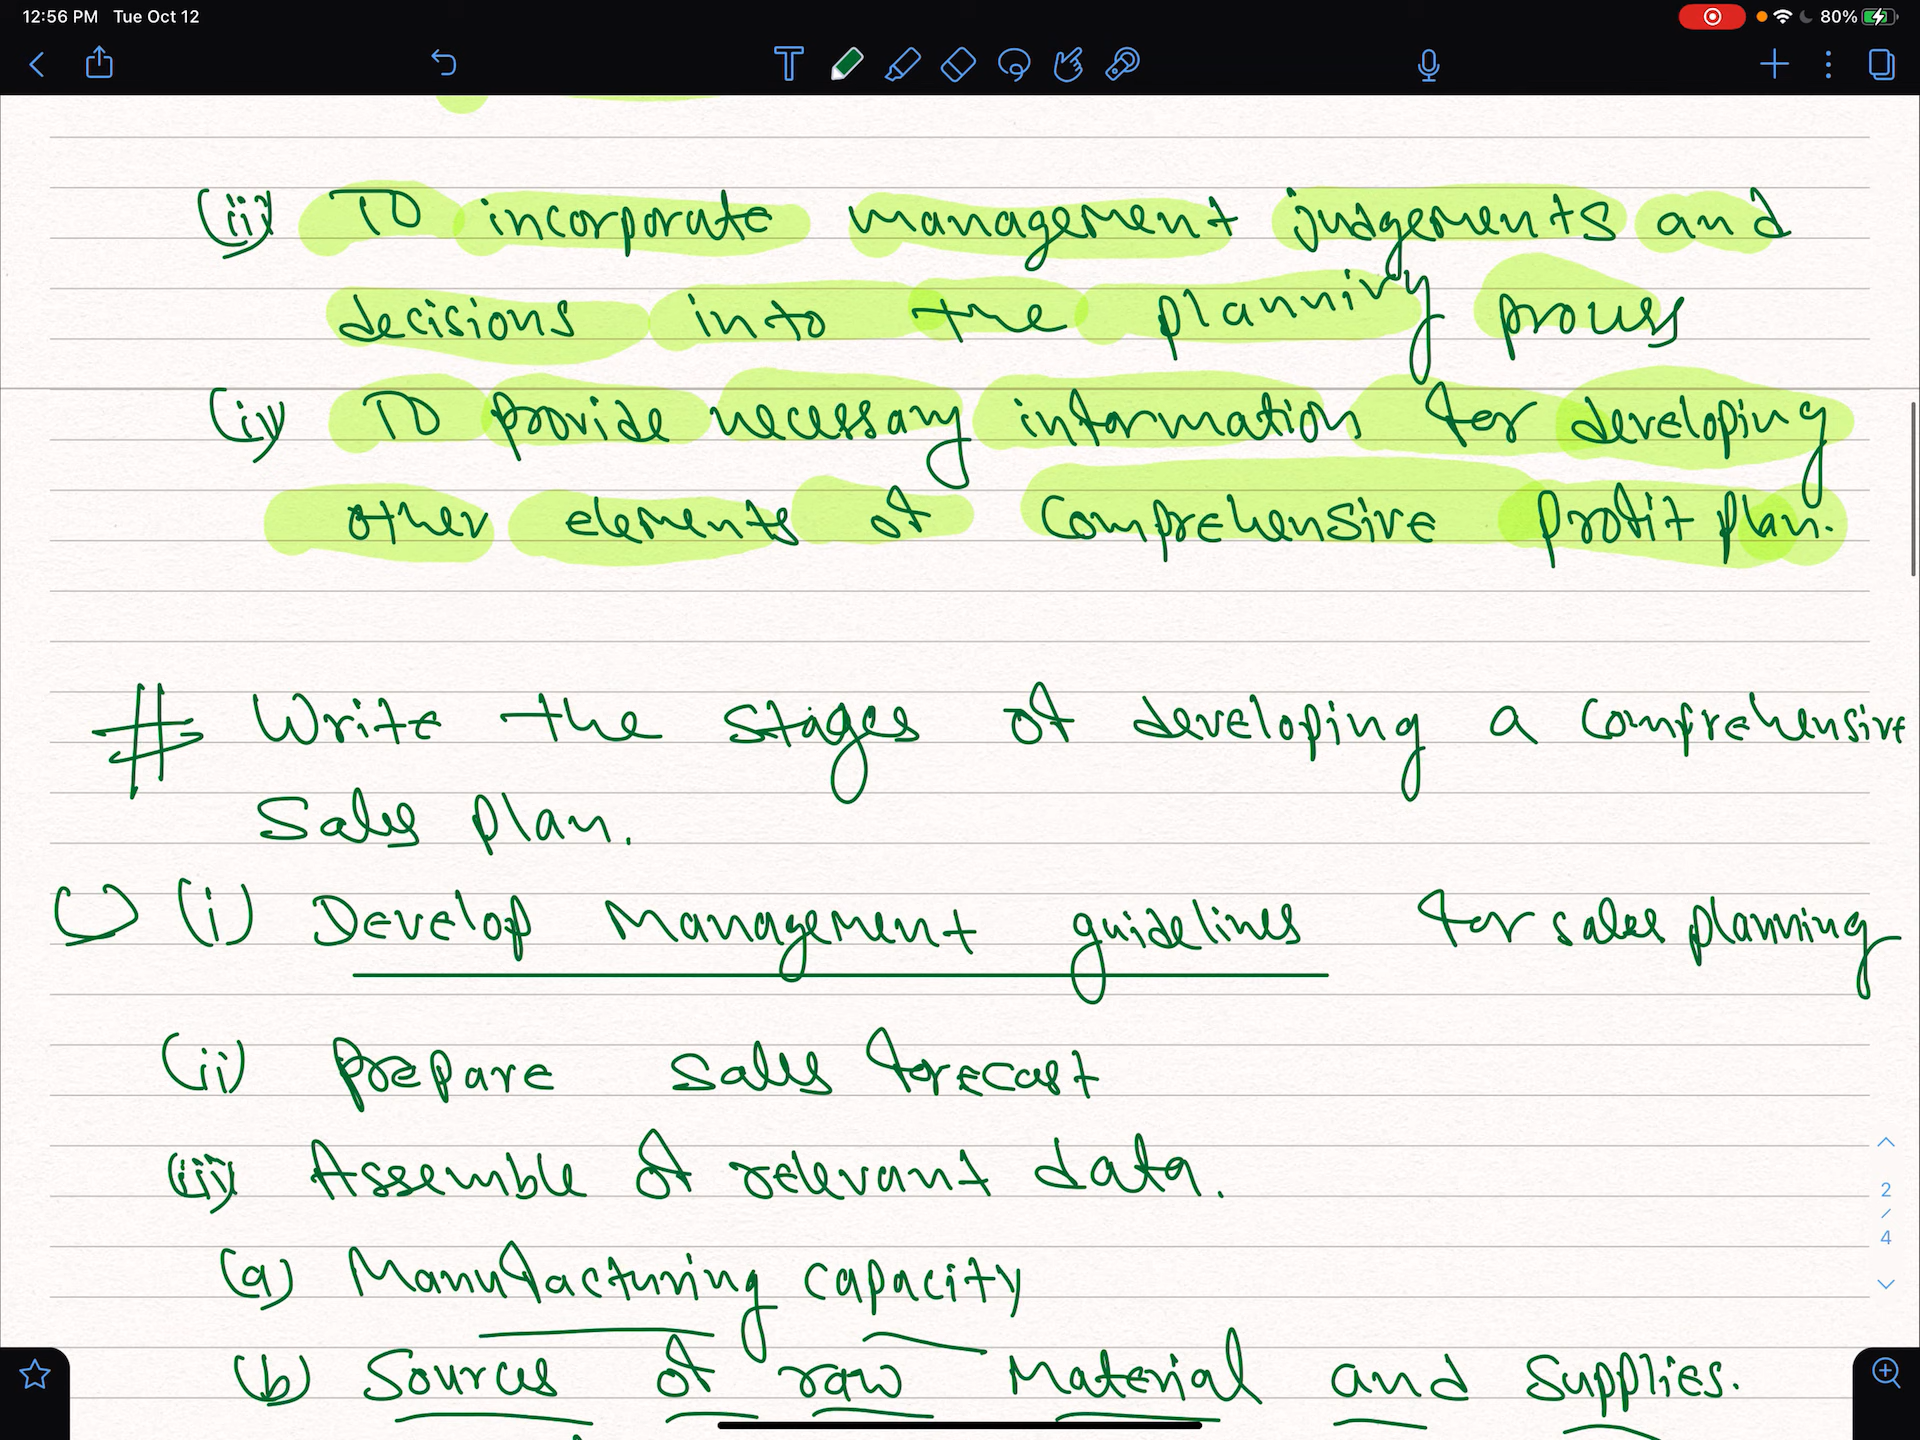 12:56 PM Tue Oct 12
80%
(iii) To incorporate management judgements and
decisions into the planning process
(iv) To provide necessary information for developing
other elements of comprehensive profit plan.
# Write the stages of developing a comprehensive
sales plan.
(i) Develop management guidelines for sales planning
(ii) Prepare sales forecast
(iii) Assemble of relevant data.
(a) Manufacturing capacity
(b) Sources of raw material and supplies.
2
/
4